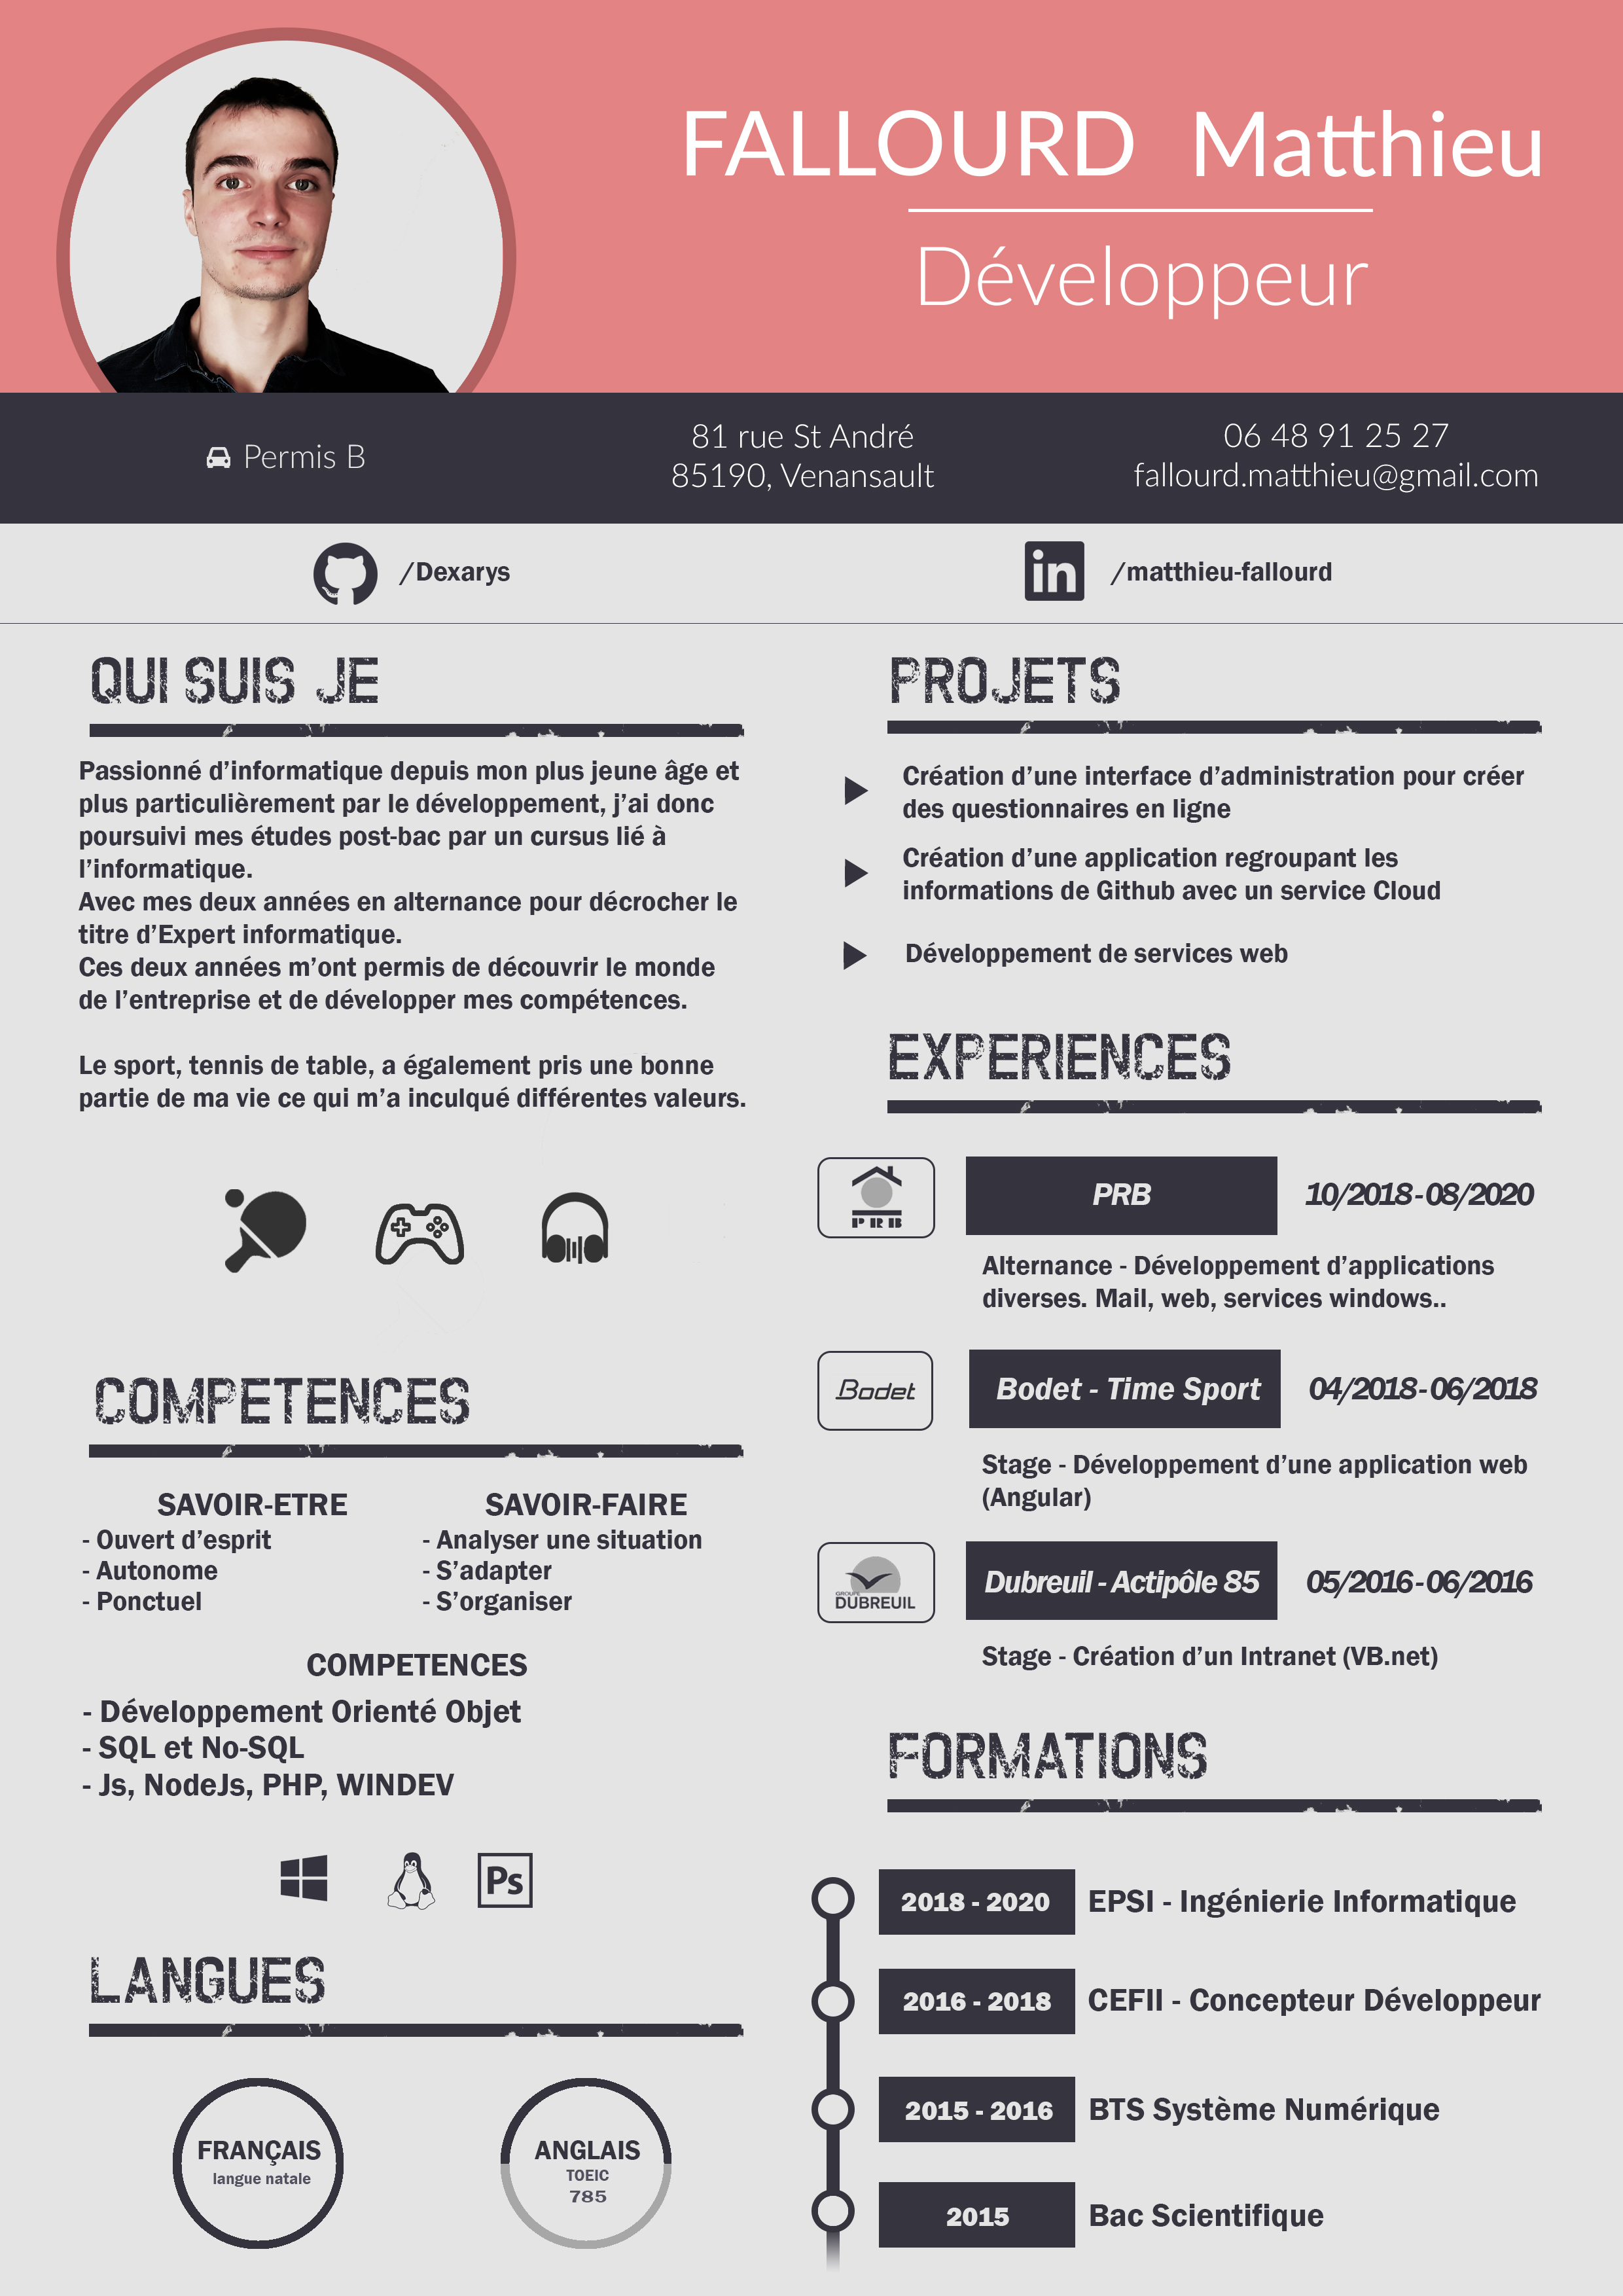 FALLOURD Matthieu
Développeur
Permis B
81 rue St André
85190, Venansault
06 48 91 25 27
fallourd.matthieu@gmail.com
/Dexarys
in /matthieu-fallourd
QUI SUIS JE
Passionné d’informatique depuis mon plus jeune âge et
plus particulièrement par le développement, j’ai donc
poursuivi mes études post-bac par un cursus lié à
l’informatique.
Avec mes deux années en alternance pour décrocher le
titre d’Expert informatique.
Ces deux années m’ont permis de découvrir le monde
de l’entreprise et de développer mes compétences.
Le sport, tennis de table, a également pris une bonne
partie de ma vie ce qui m’a inculqué différentes valeurs.
COMPETENCES
SAVOIR-ETRE
- Ouvert d’esprit
- Autonome
- Ponctuel
SAVOIR-FAIRE
- Analyser une situation
- S’adapter
- S’organiser
COMPETENCES
- Développement Orienté Objet
- SQL et No-SQL
- Js, NodeJs, PHP, WINDEV
Ps
LANGUES
FRANÇAIS
langue natale
ANGLAIS
TOEIC
785
PROJETS
Création d’une interface d’administration pour créer
des questionnaires en ligne
Création d’une application regroupant les
informations de Github avec un service Cloud
Développement de services web
EXPERIENCES
PRB
PRB
10/2018-08/2020
Alternance - Développement d’applications
diverses. Mail, web, services windows..
Bodet
Bodet - Time Sport
04/2018-06/2018
Stage - Développement d’une application web
(Angular)
GROUPE
DUBREUIL
Dubreuil - Actipôle 85
05/2016-06/2016
Stage - Création d’un Intranet (VB.net)
FORMATIONS
2018 - 2020 EPSI - Ingénierie Informatique
2016 - 2018 CEFII - Concepteur Développeur
2015 - 2016 BTS Système Numérique
2015 Bac Scientifique